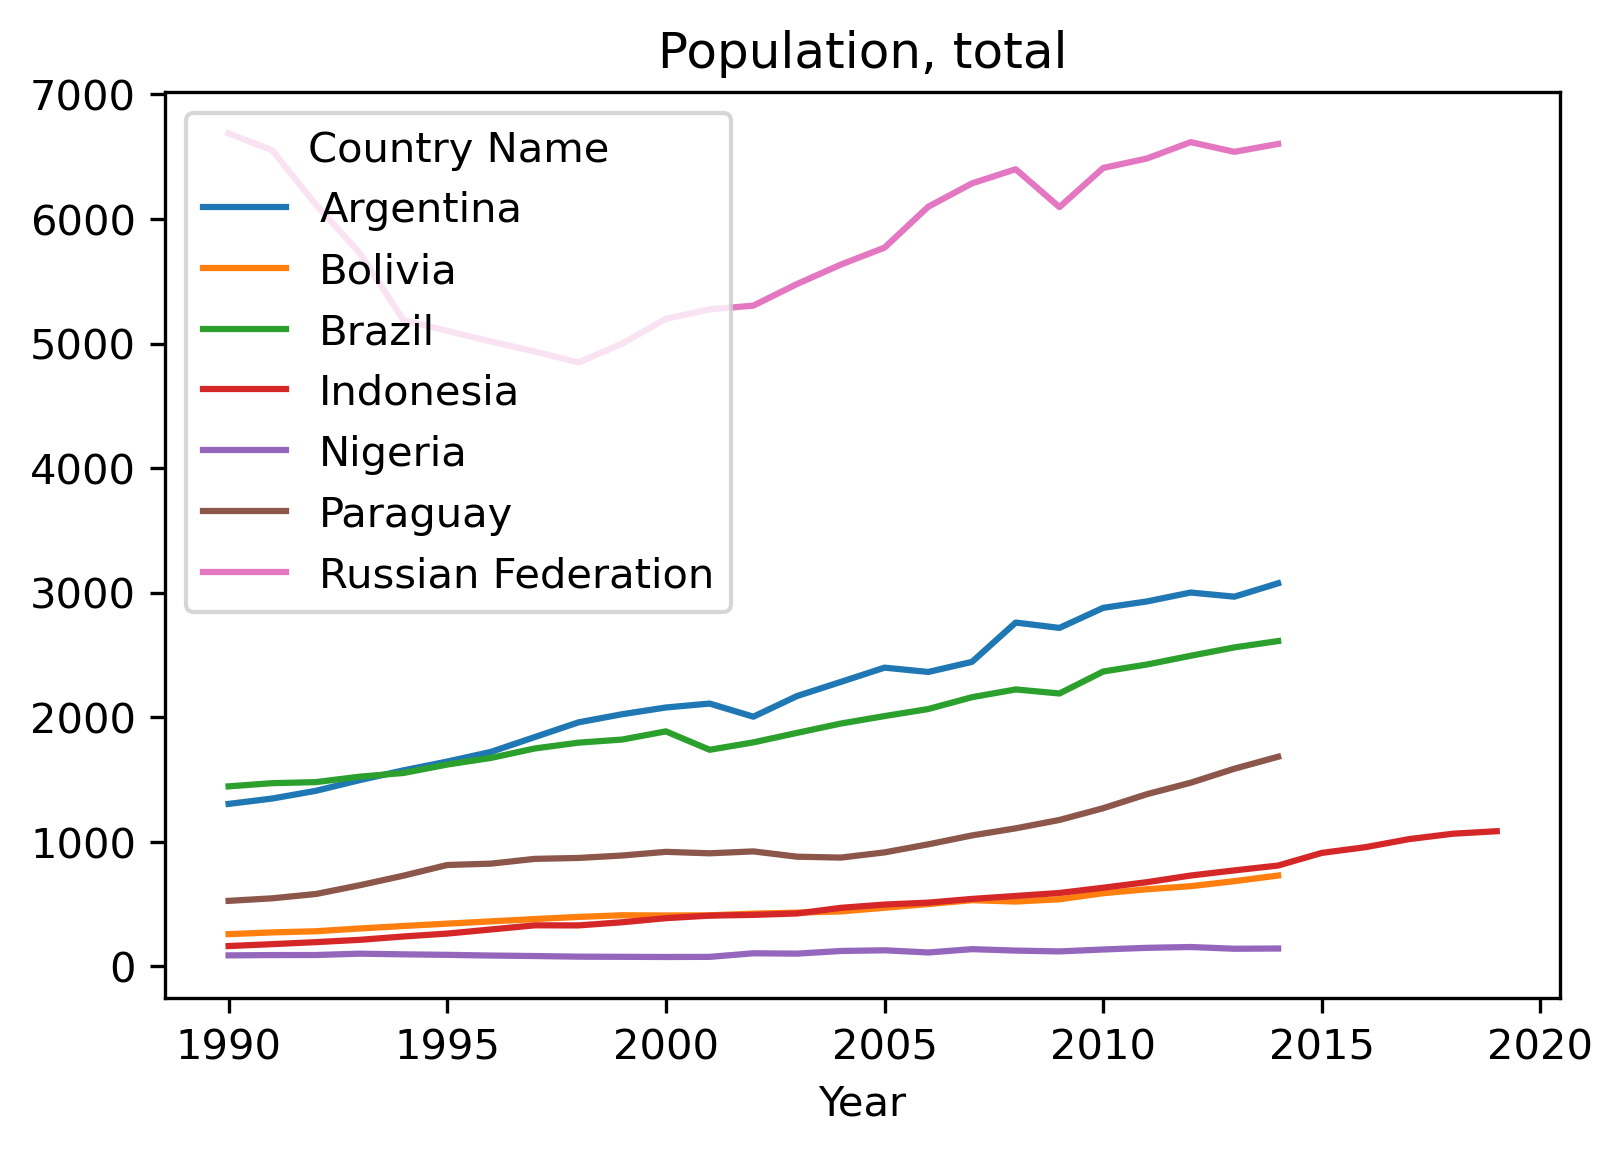 Population, total
7000
6000
5000
4000
3000
2000
1000
0
Country Name
Argentina
Bolivia
Brazil
Indonesia
Nigeria
Paraguay
Russian Federation
1990 1995 2000 2005 2010 2015 2020
Year